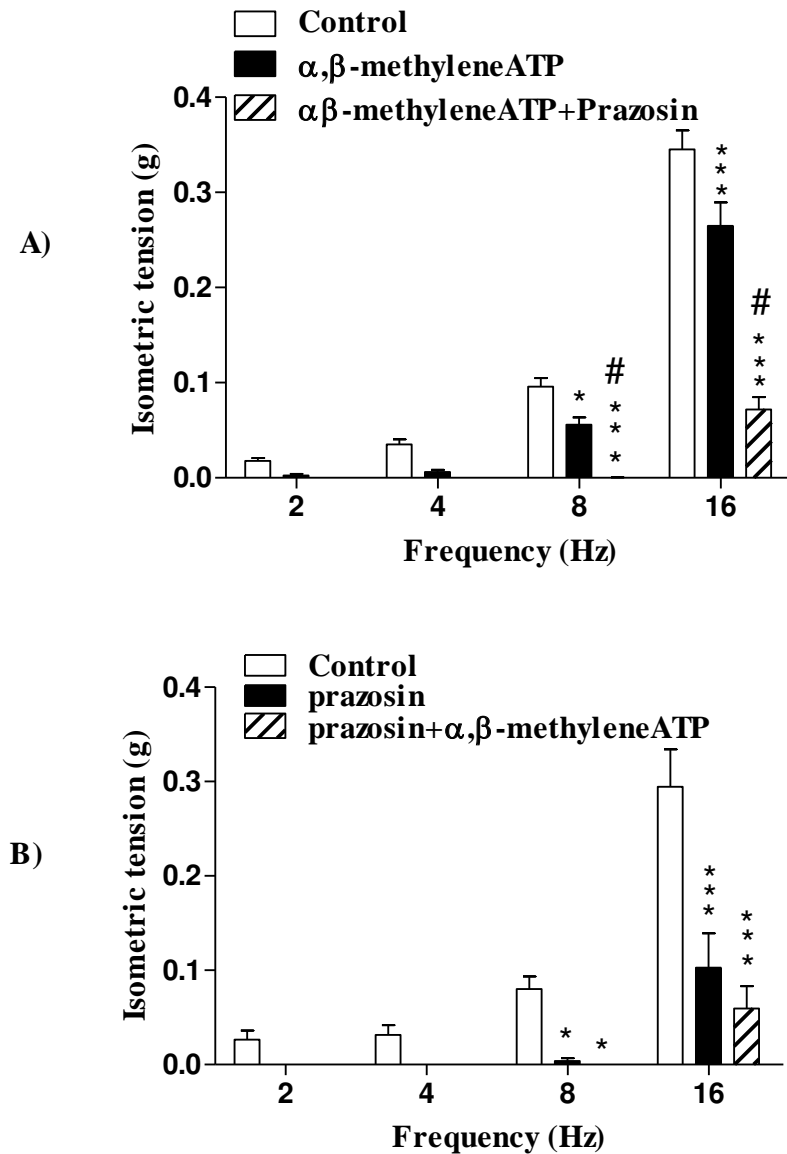 Control
α,β-methyleneATP
αβ-methyleneATP+Prazosin
A)
Isometric tension (g)
0.4
0.3
0.2
0.1
0.0
*
#
* * *
* * *
#
* * *
2 4 8 16
Frequency (Hz)
Control
prazosin
prazosin+α,β-methyleneATP
B)
Isometric tension (g)
0.4
0.3
0.2
0.1
0.0
*
*
* * *
* * *
2 4 8 16
Frequency (Hz)